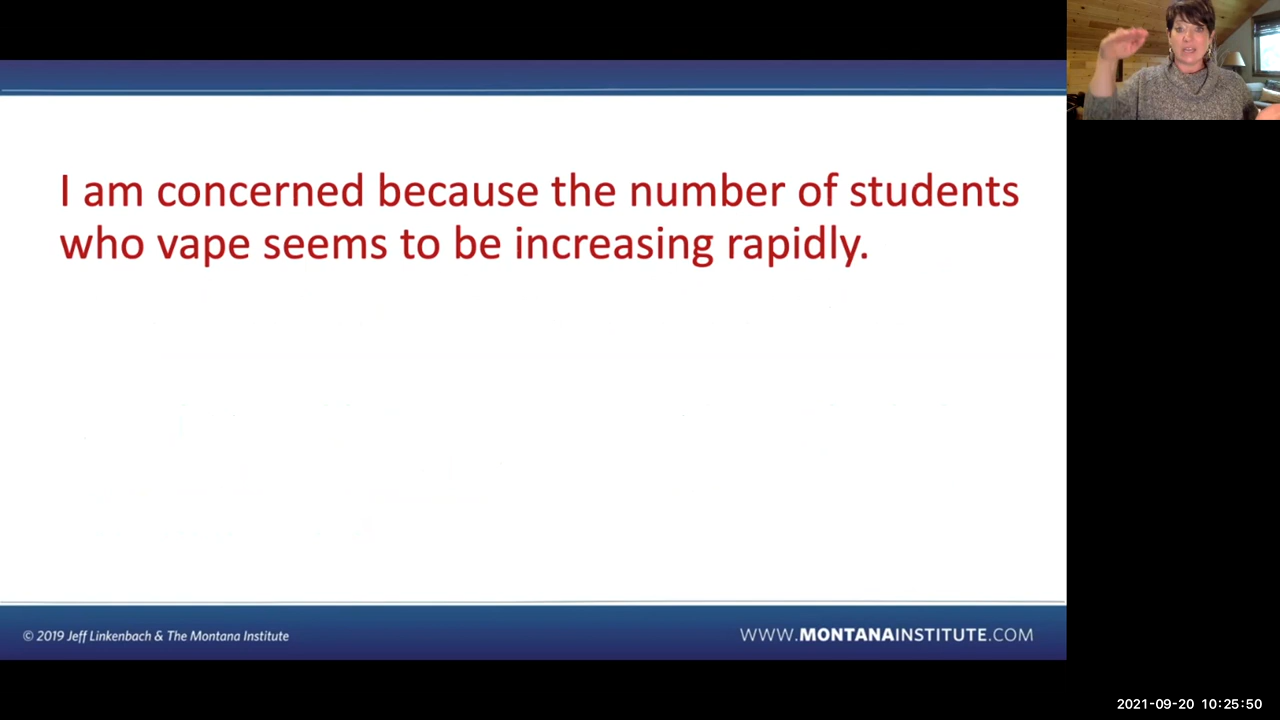 I am concerned because the number of students
who vape seems to be increasing rapidly.
© 2019 Jeff Linkenbach & The Montana Institute
WWW.MONTANAINSTITUTE.COM
2021-09-20 10:25:50